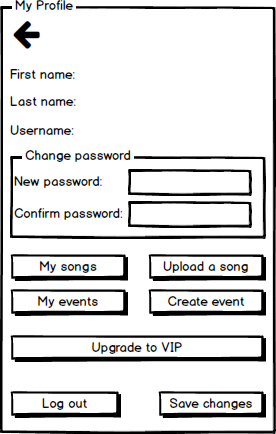 My Profile
First name:
Last name:
Username:
Change password
New password:
Confirm password:
My songs
Upload a song
My events
Create event
Upgrade to VIP
Log out
Save changes